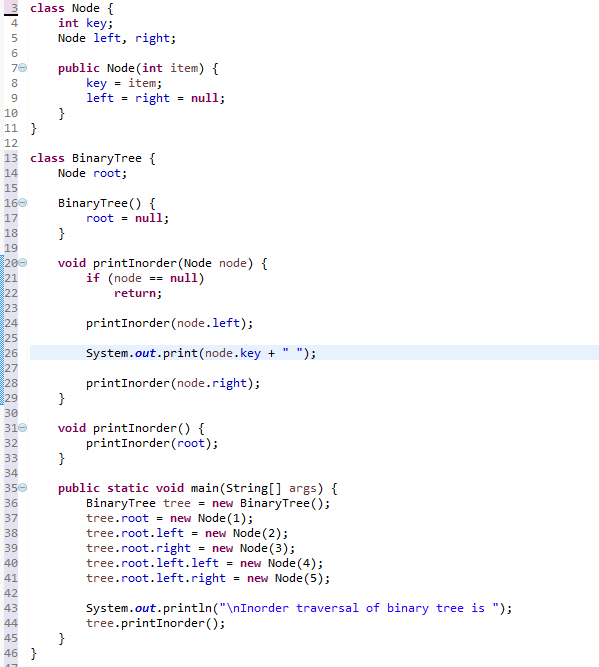 3 class Node {
4     int key;
5     Node left, right;
6
7     public Node(int item) {
8         key = item;
9         left = right = null;
10     }
11 }
12
13 class BinaryTree {
14     Node root;
15
16     BinaryTree() {
17         root = null;
18     }
19
20     void printInorder(Node node) {
21         if (node == null)
22             return;
23
24         printInorder(node.left);
25
26         System.out.print(node.key + " ");
27
28         printInorder(node.right);
29     }
30
31     void printInorder() {
32         printInorder(root);
33     }
34
35     public static void main(String[] args) {
36         BinaryTree tree = new BinaryTree();
37         tree.root = new Node(1);
38         tree.root.left = new Node(2);
39         tree.root.right = new Node(3);
40         tree.root.left.left = new Node(4);
41         tree.root.left.right = new Node(5);
42
43         System.out.println("\nInorder traversal of binary tree is ");
44         tree.printInorder();
45     }
46 }